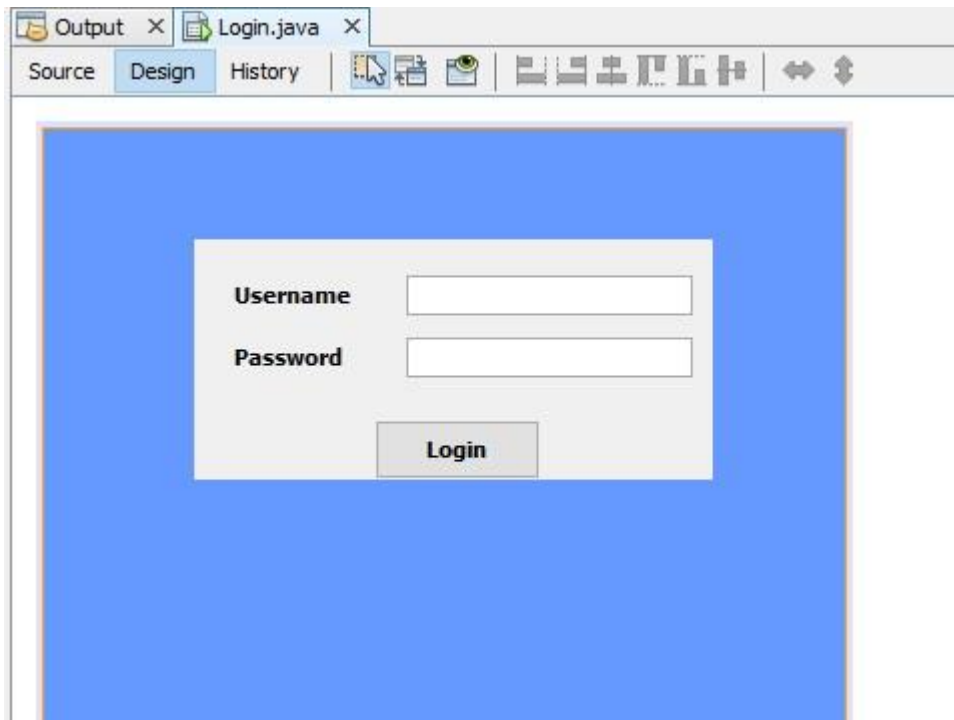 Output Login.java
Source Design History
Username
Password
Login